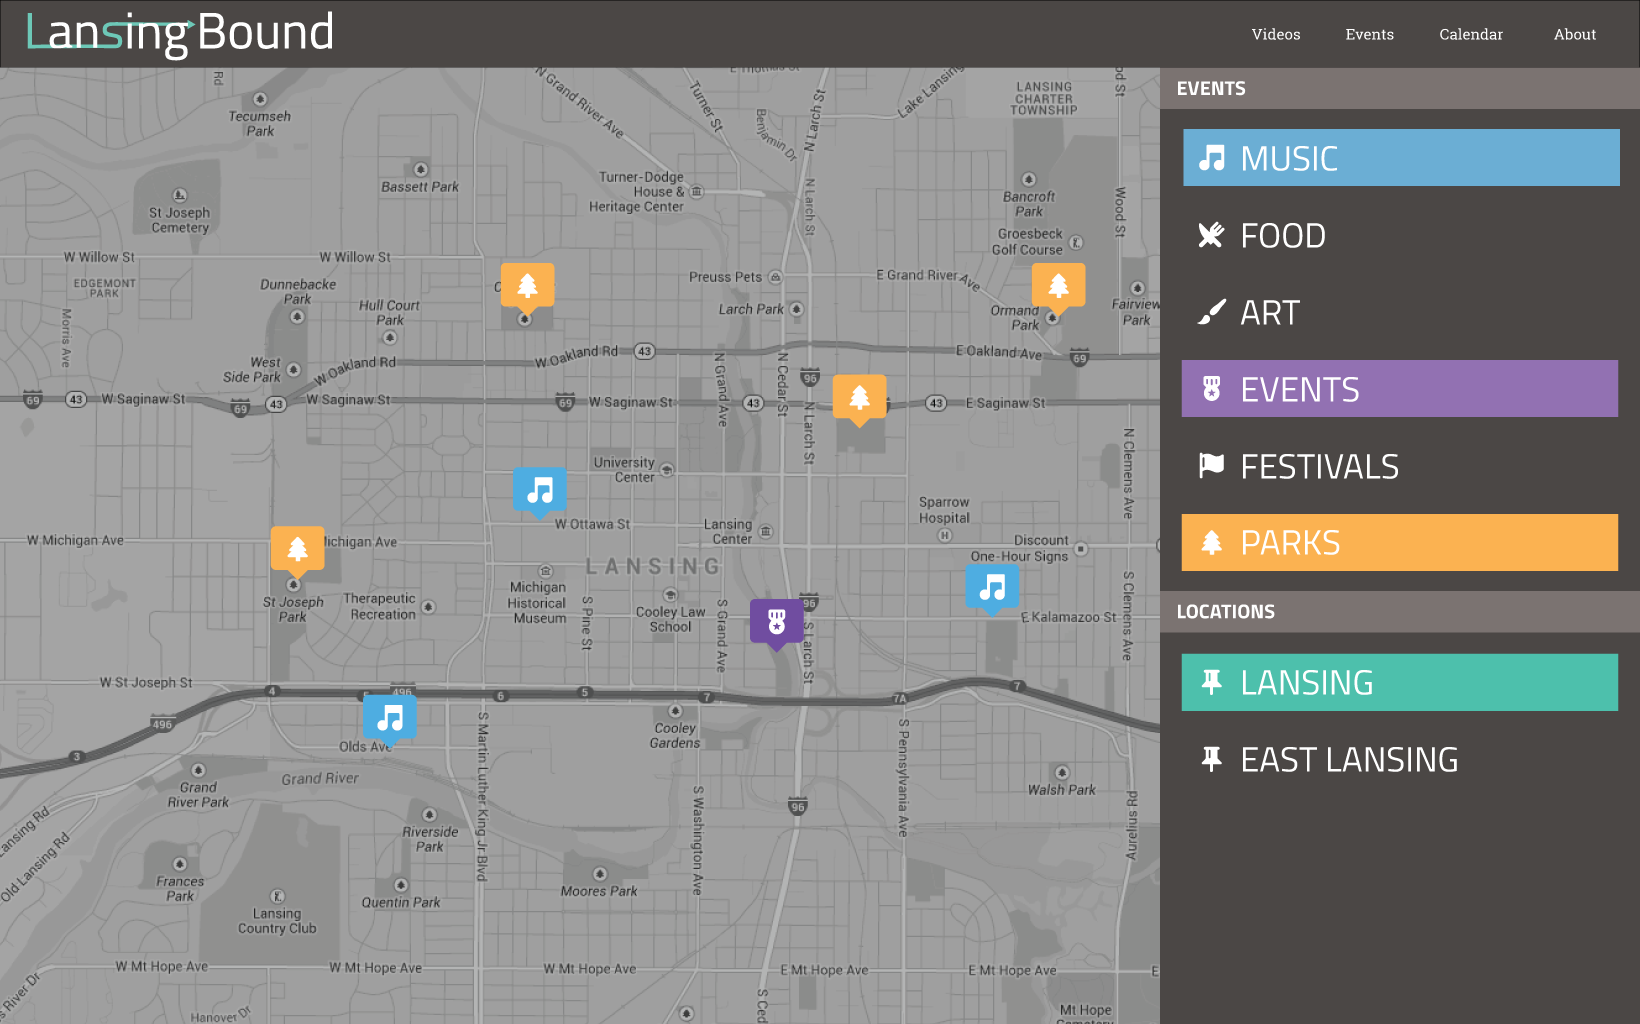 Lansing Bound
Videos
Events
Calendar
About
EVENTS
MUSIC
FOOD
ART
EVENTS
FESTIVALS
PARKS
LOCATIONS
LANSING
EAST LANSING
Rd
N Grand River Ave
Turner St
Benjamin Dr
N Larch St
Lake Lansing
LANSING
CHARTER
TOWNSHIP
Tecumseh
Park
Bassett Park
Turner-Dodge
House &
Heritage Center
N Larch St
Bancroft
Park
Wood St
St Joseph
Cemetery
Groesbeck
Golf Course
W Willow St
W Willow St
EDGEMONT
PARK
Dunnebacke
Park
Hull Court
Park
Preuss Pets
E Grand River Ave
Larch Park
Ormand
Park
Fairview
Park
Morris Ave
West
Side Park
W Oakland Rd
W Oakland Rd
43
E Oakland Ave
69
N Grand Ave
N Cedar St
96
69
43
W Saginaw St
69
43
W Saginaw St
69
W Saginaw St
43
43
E Saginaw St
N Larch St
N Clemens Ave
University
Center
Sparrow
Hospital
H
W Ottawa St
Lansing
Center
W Michigan Ave
ichigan Ave
LANSING
Discount
One-Hour Signs
St Joseph
Park
Therapeutic
Recreation
Michigan
Historical
Museum
S Pine St
Cooley Law
School
S Grand Ave
96
S Larch St
E Kalamazoo St
S Clemens Ave
W St Joseph St
4
496
6
5
7
7A
7
496
3
Olds Ave
Cooley
Gardens
S Martin Luther King Jr Blvd
S Pennsylvania Ave
Grand
River Park
Grand River
Walsh Park
S Washington Ave
96
Aurelius Rd
Lansing Rd
Old Lansing Rd
Riverside
Park
Frances
Park
Quentin Park
Moores Park
Lansing
Country Club
W Mt Hope Ave
W Mt Hope Ave
W Mt Hope Ave
E Mt Hope Ave
E Mt Hope Ave
E
S River Dr
Hanover Dr
S Ced
Mt Hope